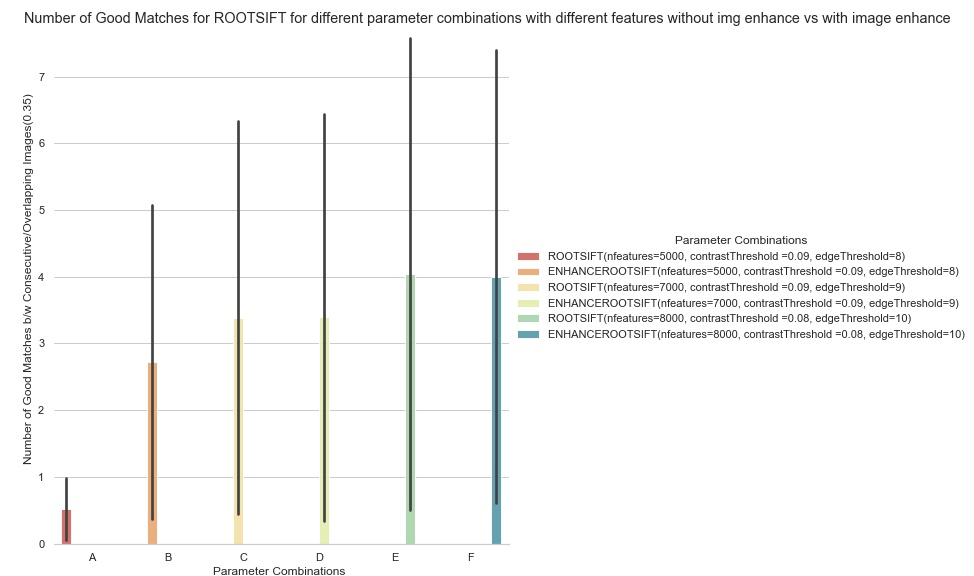 Number of Good Matches for ROOTSIFT for different parameter combinations with different features without img enhance vs with image enhance
Number of Good Matches b/w Consecutive/Overlapping Images(0.35)
7
6
5
4
3
2
1
0
A B C D E F
Parameter Combinations
Parameter Combinations
ROOTSIFT(nfeatures=5000, contrastThreshold =0.09, edgeThreshold=8)
ENHANCEROOTSIFT(nfeatures=5000, contrastThreshold =0.09, edgeThreshold=8)
ROOTSIFT(nfeatures=7000, contrastThreshold =0.09, edgeThreshold=9)
ENHANCEROOTSIFT(nfeatures=7000, contrastThreshold =0.09, edgeThreshold=9)
ROOTSIFT(nfeatures=8000, contrastThreshold =0.08, edgeThreshold=10)
ENHANCEROOTSIFT(nfeatures=8000, contrastThreshold =0.08, edgeThreshold=10)